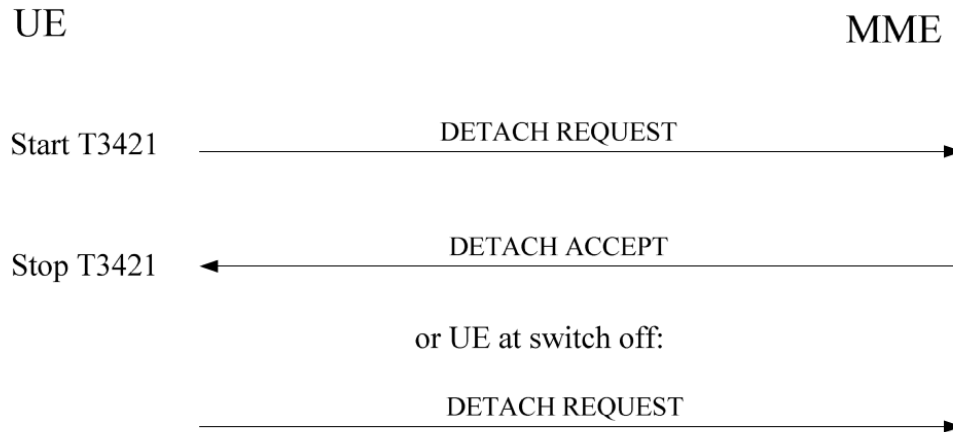 UE
MME
Start T3421
DETACH REQUEST
Stop T3421
DETACH ACCEPT
or UE at switch off:
DETACH REQUEST